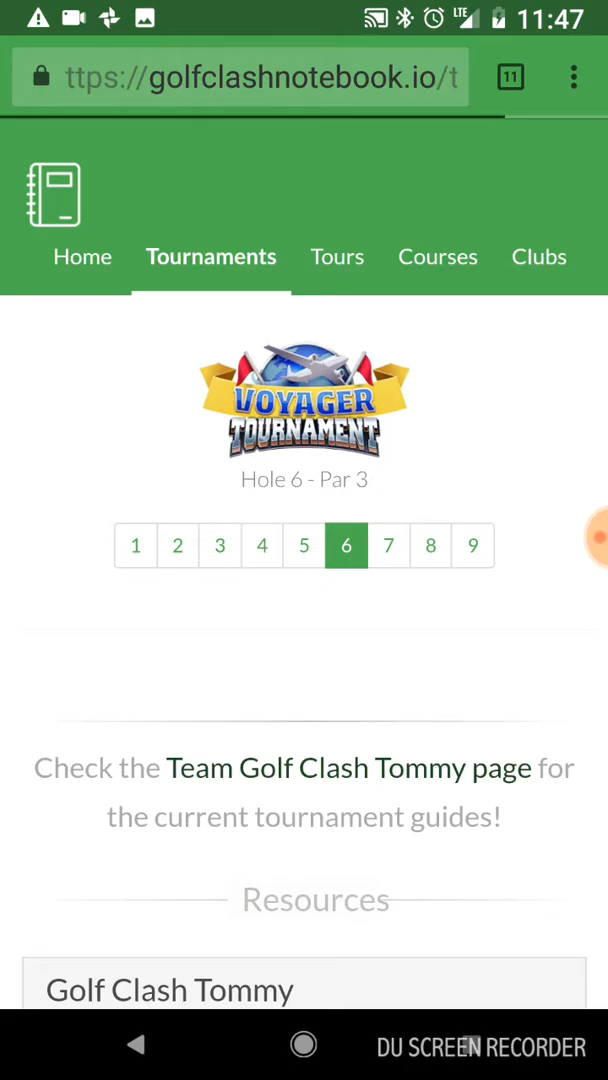 LTE 11:47
ttps://golfclashnotebook.io/t 11
Home Tournaments Tours Courses Clubs
VOYAGER
TOURNAMENT
Hole 6 - Par 3
1 2 3 4 5 6 7 8 9
Check the Team Golf Clash Tommy page for
the current tournament guides!
Resources
Golf Clash Tommy
DU SCREEN RECORDER